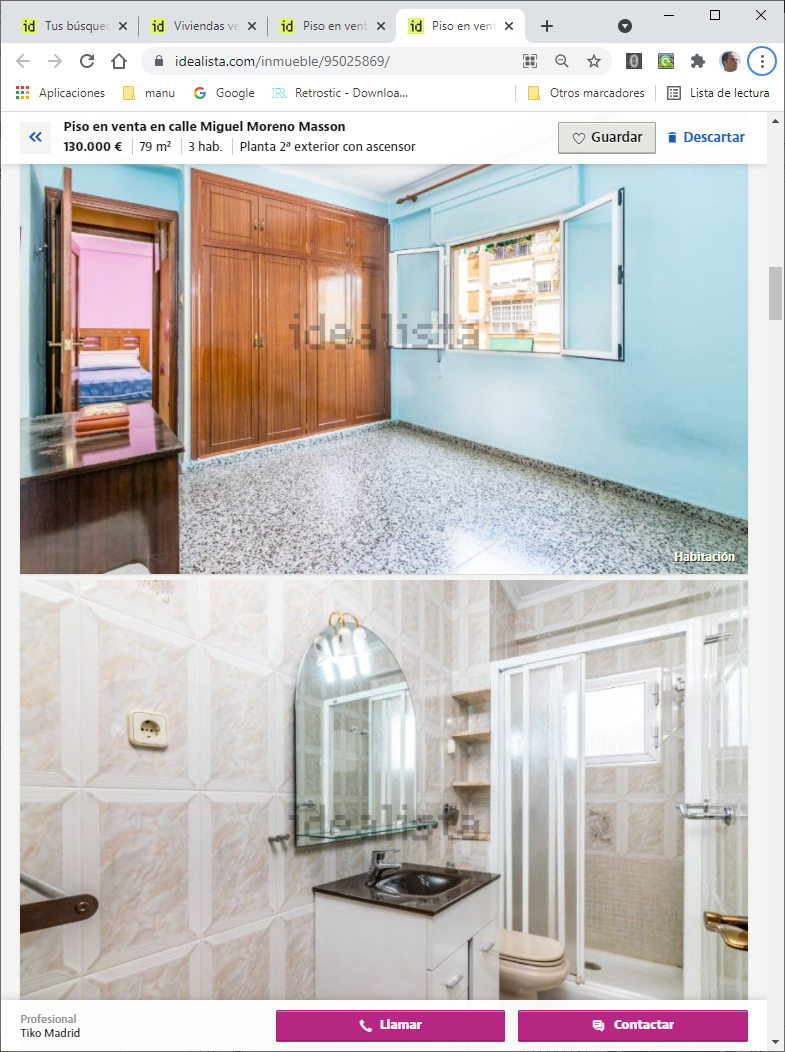 id Tus búsque
id Viviendas ve
id Piso en vent
id Piso en vent
idealista.com/inmueble/95025869/
Aplicaciones
manu
Google
Retrostic - Downloa...
Otros marcadores
Lista de lectura
Piso en venta en calle Miguel Moreno Masson
130.000 € 79 m² 3 hab. Planta 2ª exterior con ascensor
Guardar
Descartar
idealista
Habitación
idealista
Profesional
Tiko Madrid
Llamar
Contactar